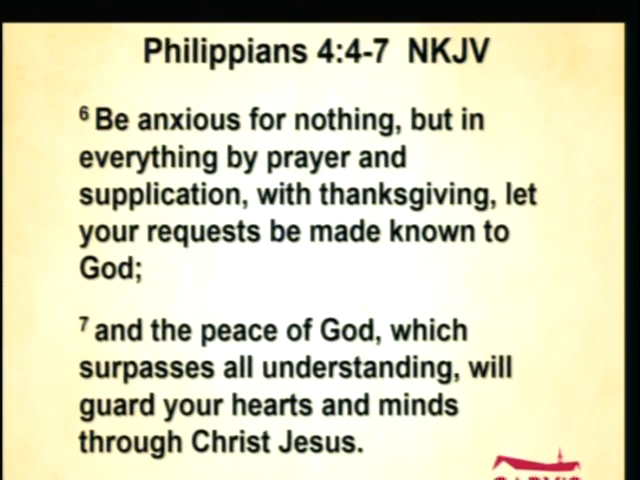 Philippians 4:4-7 NKJV
6 Be anxious for nothing, but in
everything by prayer and
supplication, with thanksgiving, let
your requests be made known to
God;
7 and the peace of God, which
surpasses all understanding, will
guard your hearts and minds
through Christ Jesus.